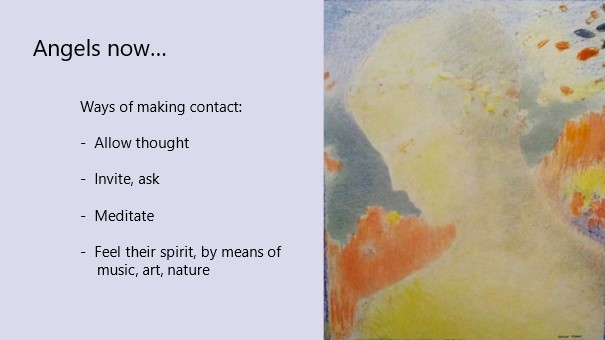 Angels now...
Ways of making contact:
- Allow thought
- Invite, ask
- Meditate
- Feel their spirit, by means of
music, art, nature